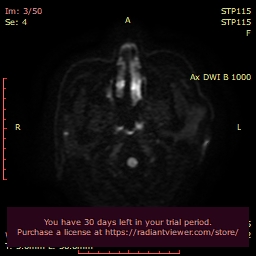 Im: 3/50
Se: 4
STP115
STP115
F
A
Ax DWI B 1000
R
L
You have 30 days left in your trial period.
Purchase a license at https://radiantviewer.com/store/